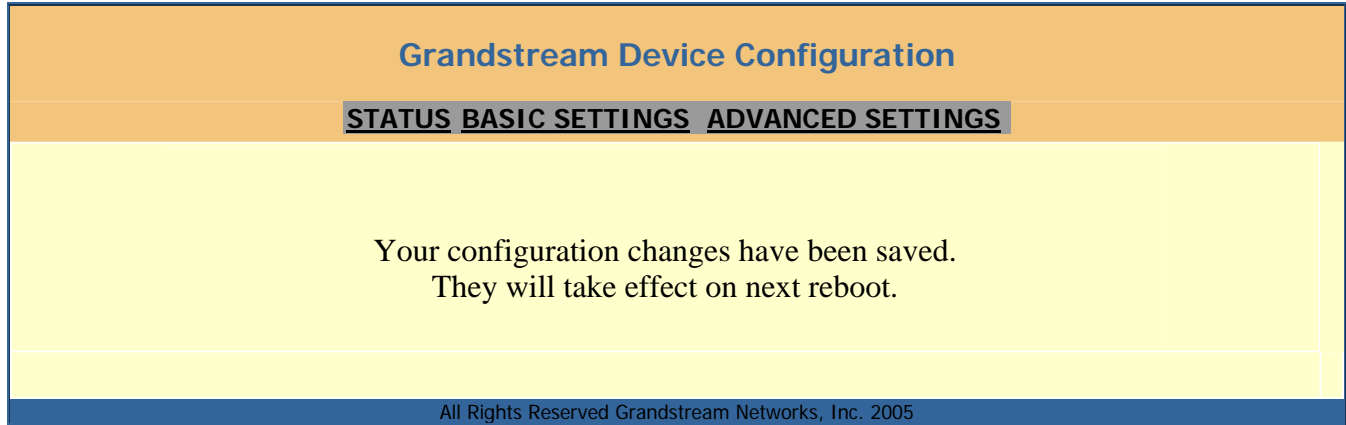 Grandstream Device Configuration
STATUS BASIC SETTINGS ADVANCED SETTINGS
Your configuration changes have been saved.
They will take effect on next reboot.
All Rights Reserved Grandstream Networks, Inc. 2005